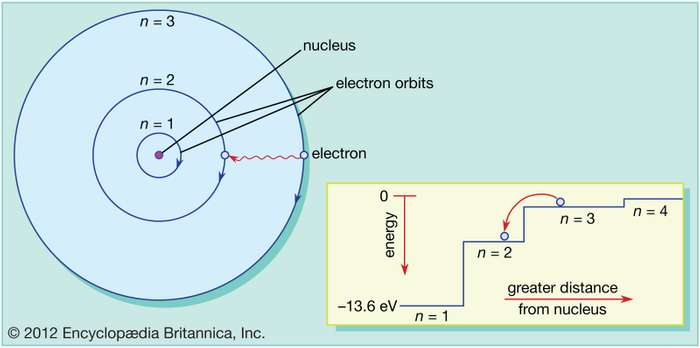 n = 3
nucleus
n = 2
electron orbits
n = 1
electron
0
n = 4
n = 3
energy
n = 2
greater distance
from nucleus
–13.6 eV
n = 1
© 2012 Encyclopædia Britannica, Inc.